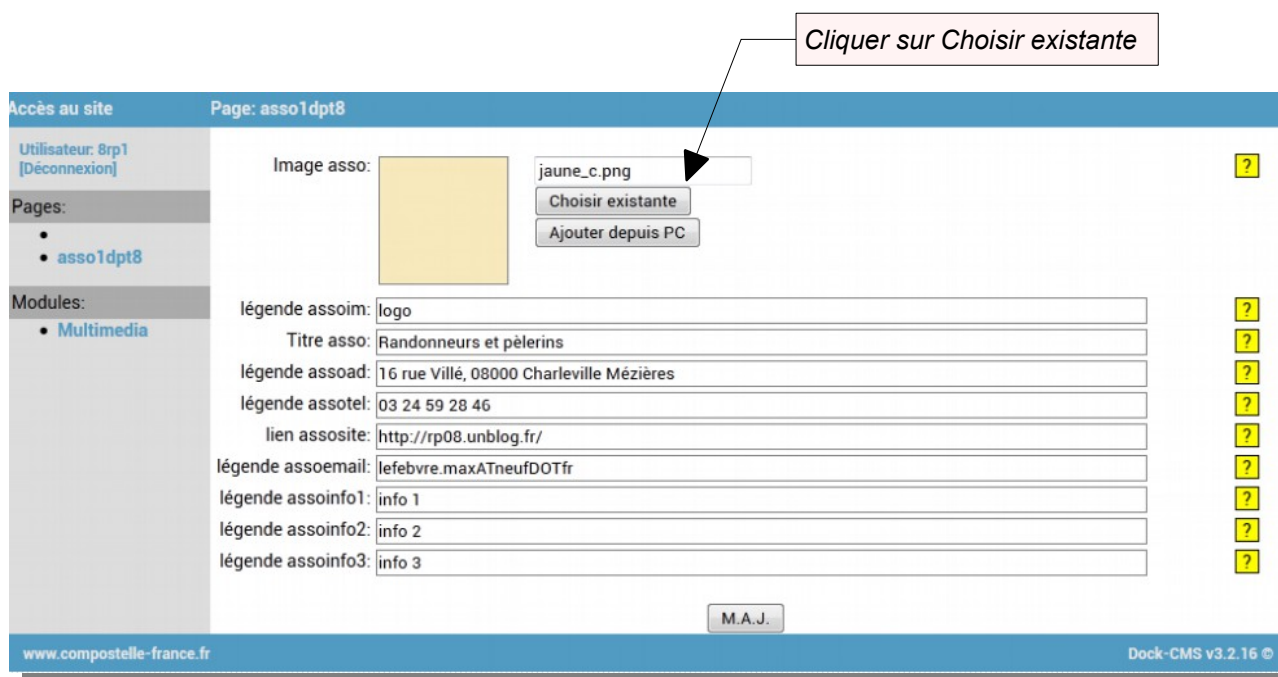 Cliquer sur Choisir existante
Accès au site
Page: asso1dpt8
Utilisateur: 8rp1
[Déconnexion]
Pages:
asso1dpt8
Modules:
Multimedia
Image asso:
jaune_c.png
?
Choisir existante
Ajouter depuis PC
légende assoim: logo ?
Titre asso: Randonneurs et pèlerins ?
légende assoad: 16 rue Villé, 08000 Charleville Mézières ?
légende assotel: 03 24 59 28 46 ?
lien assosite: http://rp08.unblog.fr/ ?
légende assoemail: lefebvre.maxATneufDOTfr ?
légende assoinfo1: info 1 ?
légende assoinfo2: info 2 ?
légende assoinfo3: info 3 ?
M.A.J.
www.compostelle-france.fr
Dock-CMS v3.2.16 ©